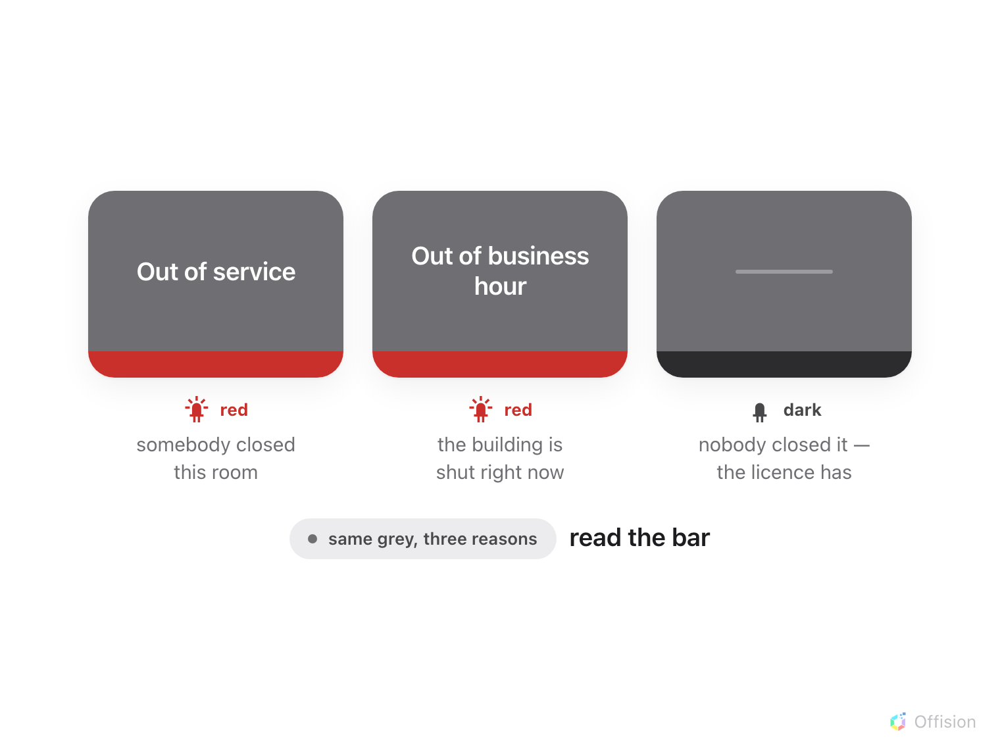 Out of service
Out of business
hour
red
somebody closed
this room
red
the building is
shut right now
dark
nobody closed it —
the licence has
same grey, three reasons
read the bar
Offision